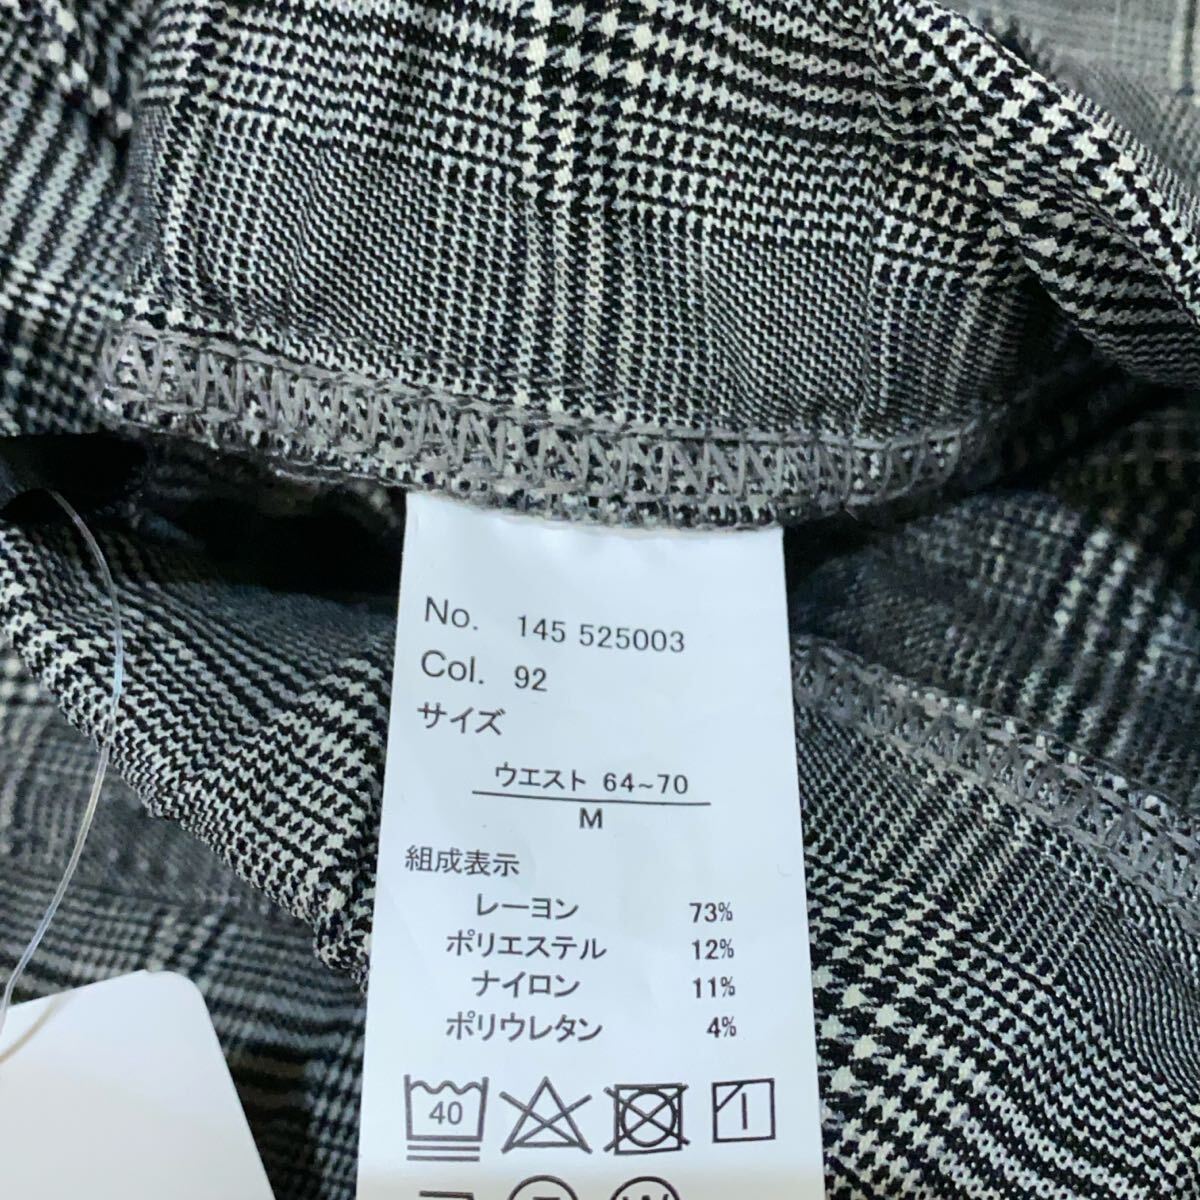 No. 145 525003
Col. 92
サイズ
ウエスト 64~70
M
組成表示
レーヨン 73%
ポリエステル 12%
ナイロン 11%
ポリウレタン 4%
40